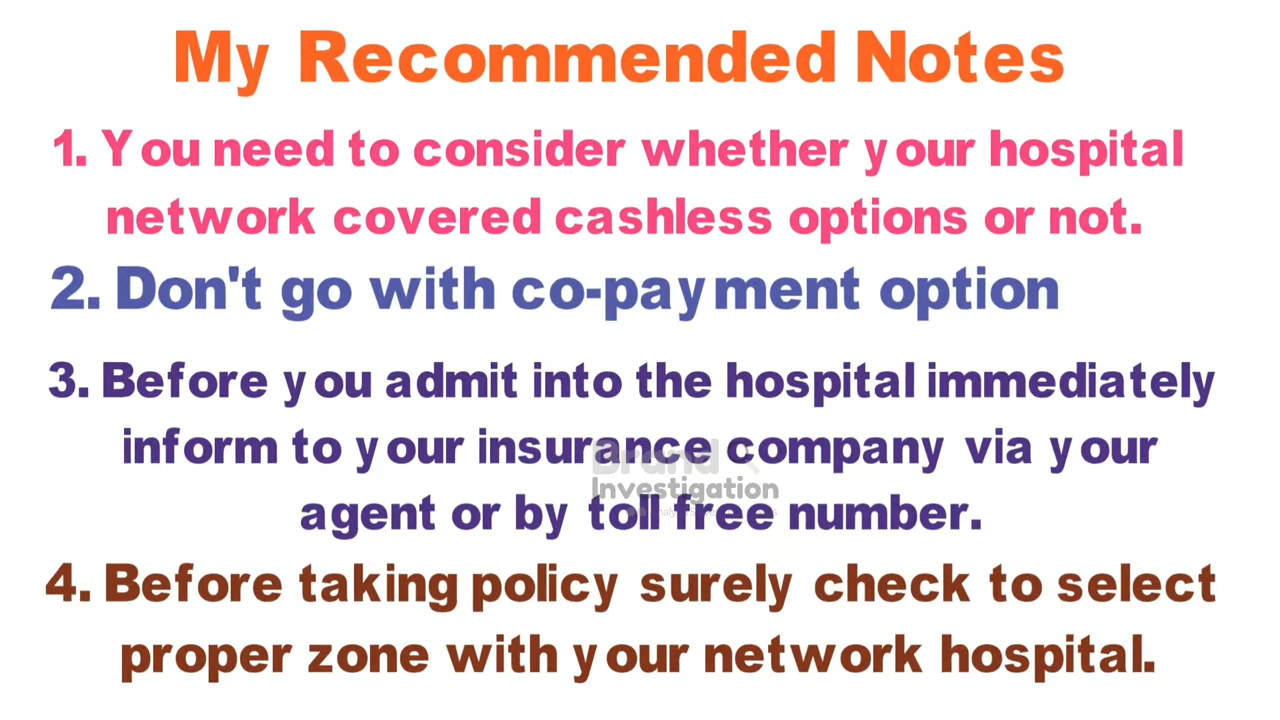 My Recommended Notes
1. You need to consider whether your hospital
network covered cashless options or not.
2. Don't go with co-payment option
3. Before you admit into the hospital immediately
inform to your insurance company via your
Brand
Investigation
agent or by toll free number.
4. Before taking policy surely check to select
proper zone with your network hospital.